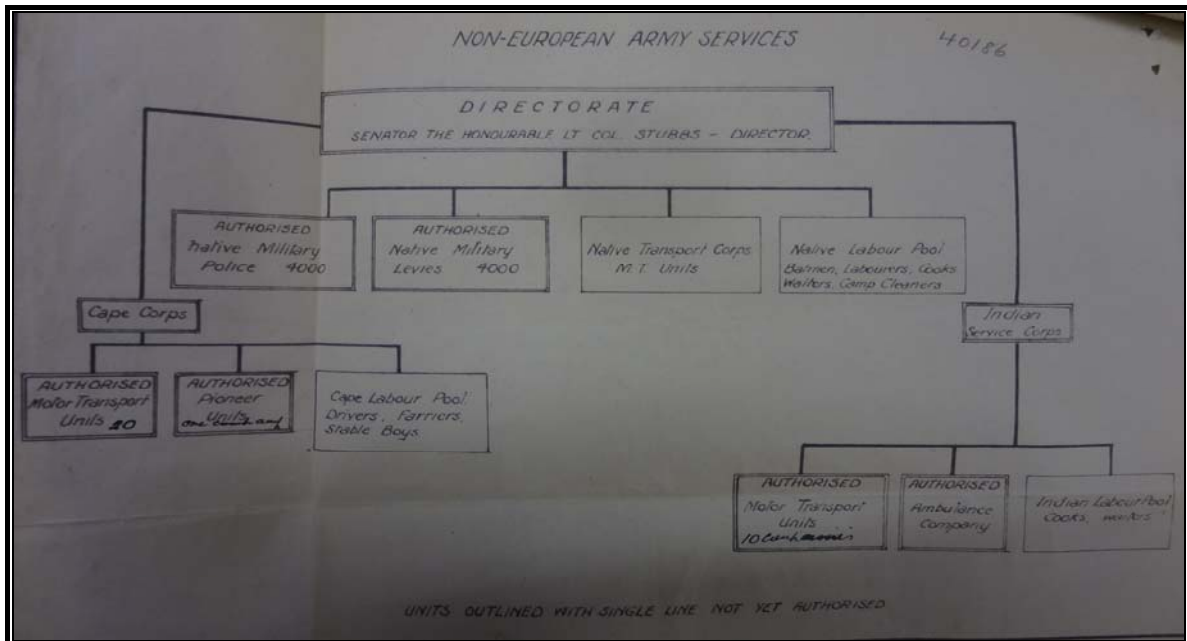 NON-EUROPEAN ARMY SERVICES
40186
DIRECTORATE
SENATOR THE HONOURABLE LT COL. STUBBS - DIRECTOR.
AUTHORISED
Native Military
Police 4000
AUTHORISED
Native Military
Levies 4000
Native Transport Corps
M.T. Units
Native Labour Pool
Batmen, Labourers, Cooks
Waiters, Camp Cleaners
Cape Corps
Indian
Service Corps
AUTHORISED
Motor Transport
Units 20
AUTHORISED
Pioneer
Units
one company
Cape Labour Pool
Drivers, Farriers,
Stable Boys
AUTHORISED
Motor Transport
Units
10 Companies
AUTHORISED
Ambulance
Company
Indian Labour Pool
Cooks, Waiters
UNITS OUTLINED WITH SINGLE LINE NOT YET AUTHORISED